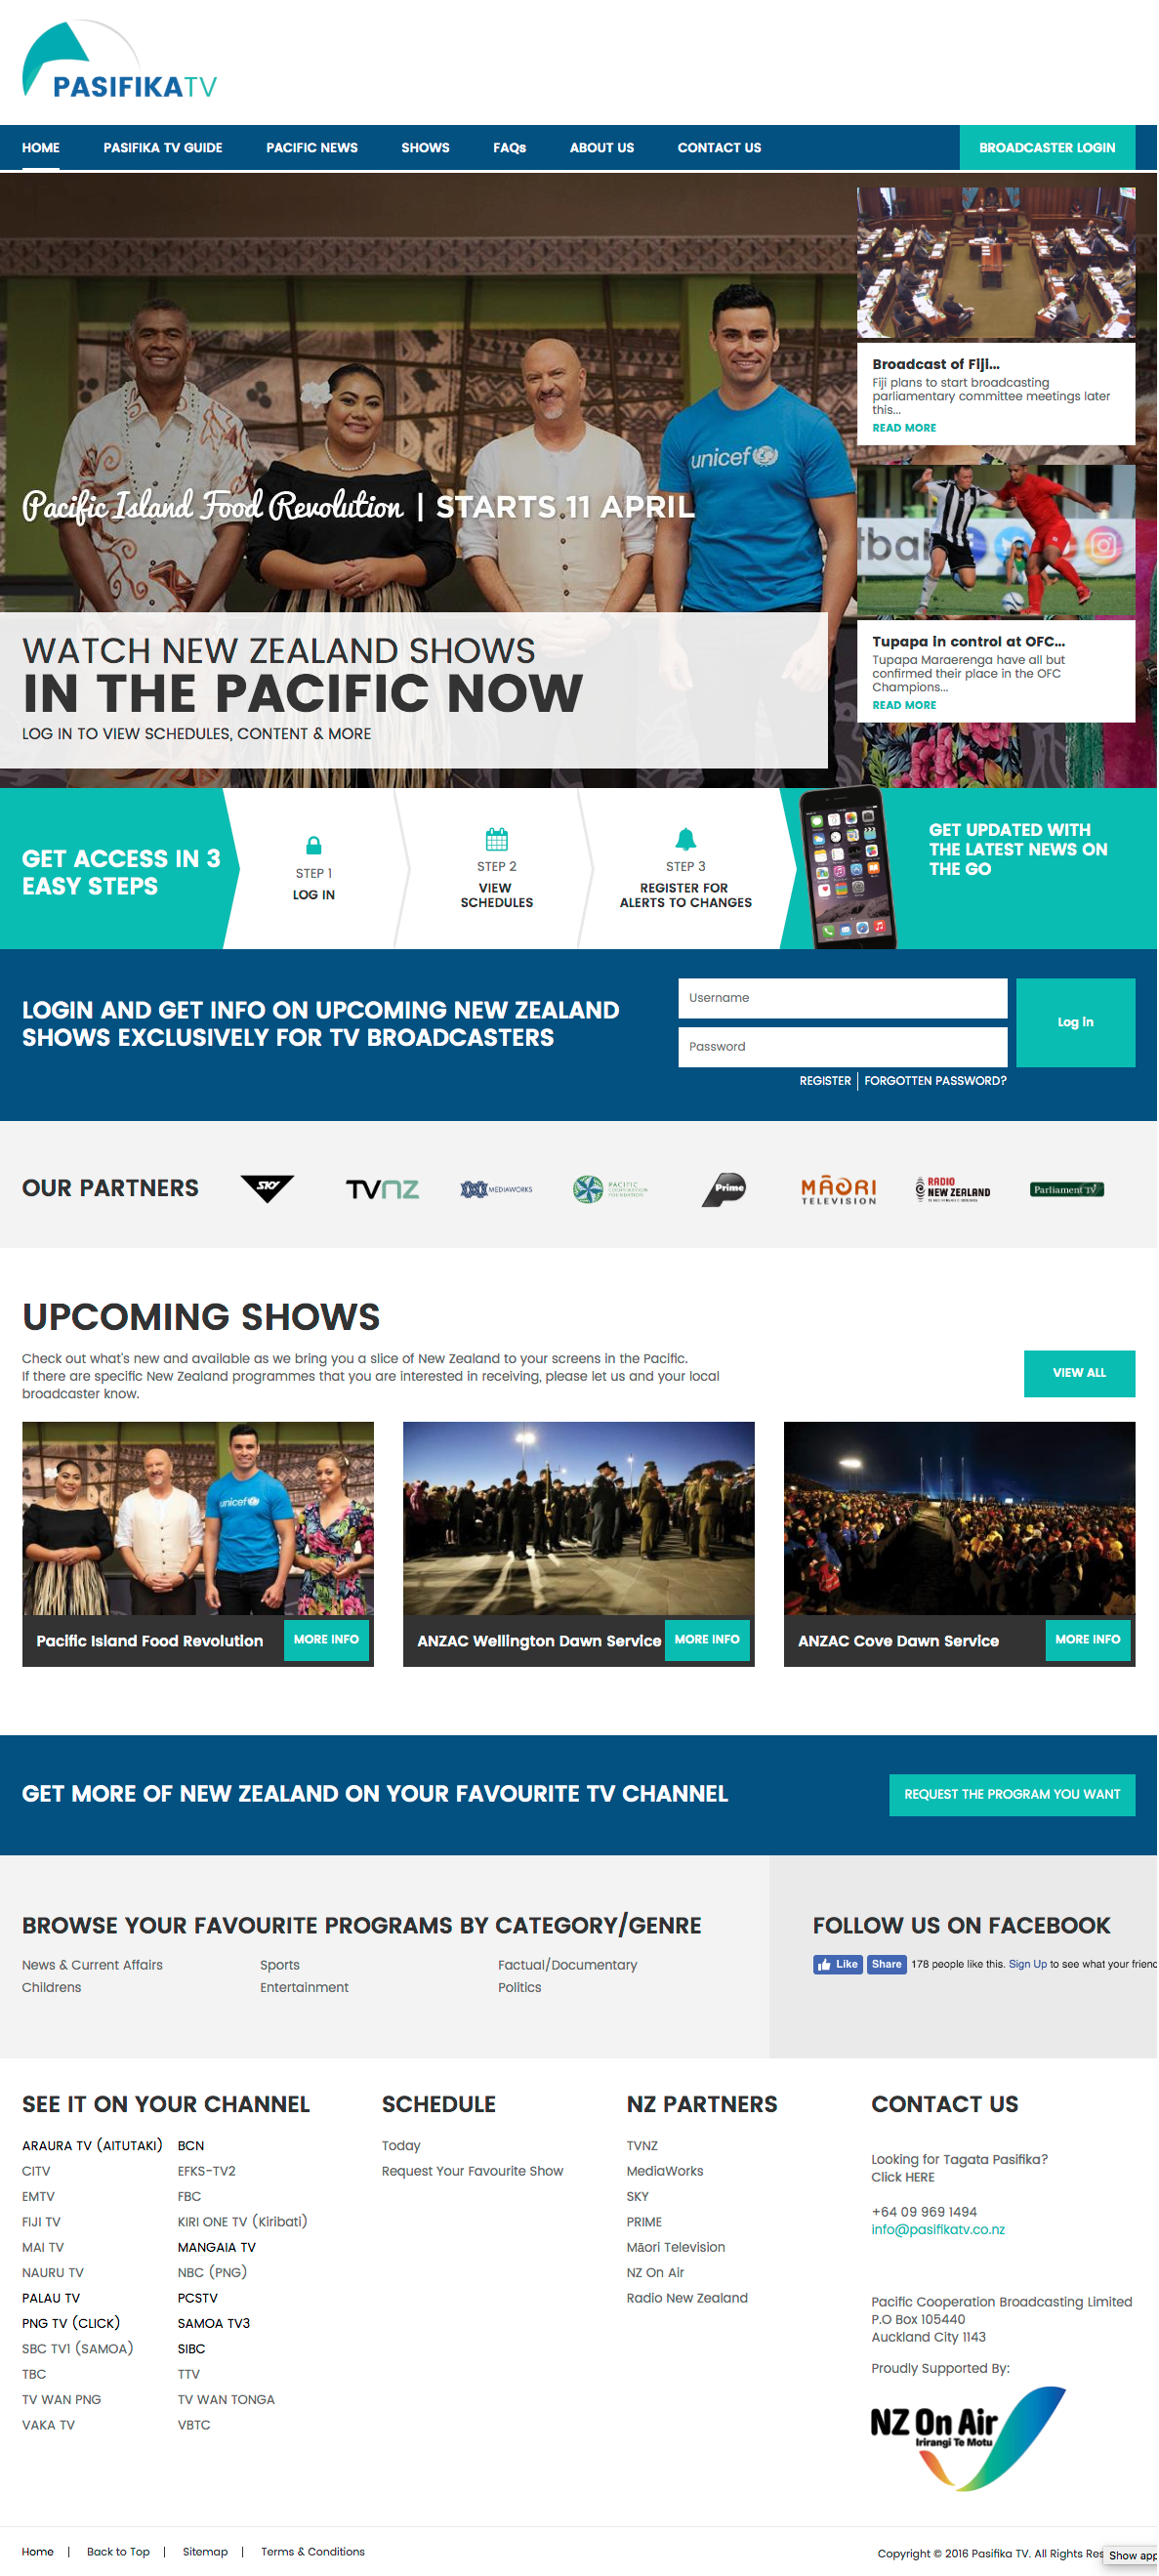 PASIFIKATV
HOME PASIFIKA TV GUIDE PACIFIC NEWS SHOWS FAQs ABOUT US CONTACT US BROADCASTER LOGIN
unicef
Pacific Island Food Revolution | STARTS 11 APRIL
WATCH NEW ZEALAND SHOWS
IN THE PACIFIC NOW
LOG IN TO VIEW SCHEDULES, CONTENT & MORE
Broadcast of Fiji...
Fiji plans to start broadcasting
parliamentary committee meetings later
this...
READ MORE
tbal
Tupapa in control at OFC...
Tupapa Maraerenga have all but
confirmed their place in the OFC
Champions...
READ MORE
GET ACCESS IN 3
EASY STEPS
STEP 1
LOG IN
STEP 2
VIEW
SCHEDULES
STEP 3
REGISTER FOR
ALERTS TO CHANGES
GET UPDATED WITH
THE LATEST NEWS ON
THE GO
LOGIN AND GET INFO ON UPCOMING NEW ZEALAND
SHOWS EXCLUSIVELY FOR TV BROADCASTERS
Username
Password
Log in
REGISTER | FORGOTTEN PASSWORD?
OUR PARTNERS
SKY
TVNZ
MEDIAWORKS
PACIFIC
COOPERATION
FOUNDATION
Prime
MĀORI
TELEVISION
RADIO
NEW ZEALAND
Parliament TV
UPCOMING SHOWS
Check out what's new and available as we bring you a slice of New Zealand to your screens in the Pacific.
If there are specific New Zealand programmes that you are interested in receiving, please let us and your local
broadcaster know.
VIEW ALL
unicef
Pacific Island Food Revolution MORE INFO
ANZAC Wellington Dawn Service MORE INFO
ANZAC Cove Dawn Service MORE INFO
GET MORE OF NEW ZEALAND ON YOUR FAVOURITE TV CHANNEL
REQUEST THE PROGRAM YOU WANT
BROWSE YOUR FAVOURITE PROGRAMS BY CATEGORY/GENRE
News & Current Affairs Sports Factual/Documentary
Childrens Entertainment Politics
FOLLOW US ON FACEBOOK
Like Share 178 people like this. Sign Up to see what your frienc
SEE IT ON YOUR CHANNEL
ARAURA TV (AITUTAKI) BCN
CITV EFKS-TV2
EMTV FBC
FIJI TV KIRI ONE TV (Kiribati)
MAI TV MANGAIA TV
NAURU TV NBC (PNG)
PALAU TV PCSTV
PNG TV (CLICK) SAMOA TV3
SBC TV1 (SAMOA) SIBC
TBC TTV
TV WAN PNG TV WAN TONGA
VAKA TV VBTC
SCHEDULE
Today
Request Your Favourite Show
NZ PARTNERS
TVNZ
MediaWorks
SKY
PRIME
Māori Television
NZ On Air
Radio New Zealand
CONTACT US
Looking for Tagata Pasifika?
Click HERE
+64 09 969 1494
info@pasifikatv.co.nz
Pacific Cooperation Broadcasting Limited
P.O Box 105440
Auckland City 1143
Proudly Supported By:
NZ On Air
Irirangi Te Motu
Home | Back to Top | Sitemap | Terms & Conditions
Copyright © 2016 Pasifika TV. All Rights Res
Show app